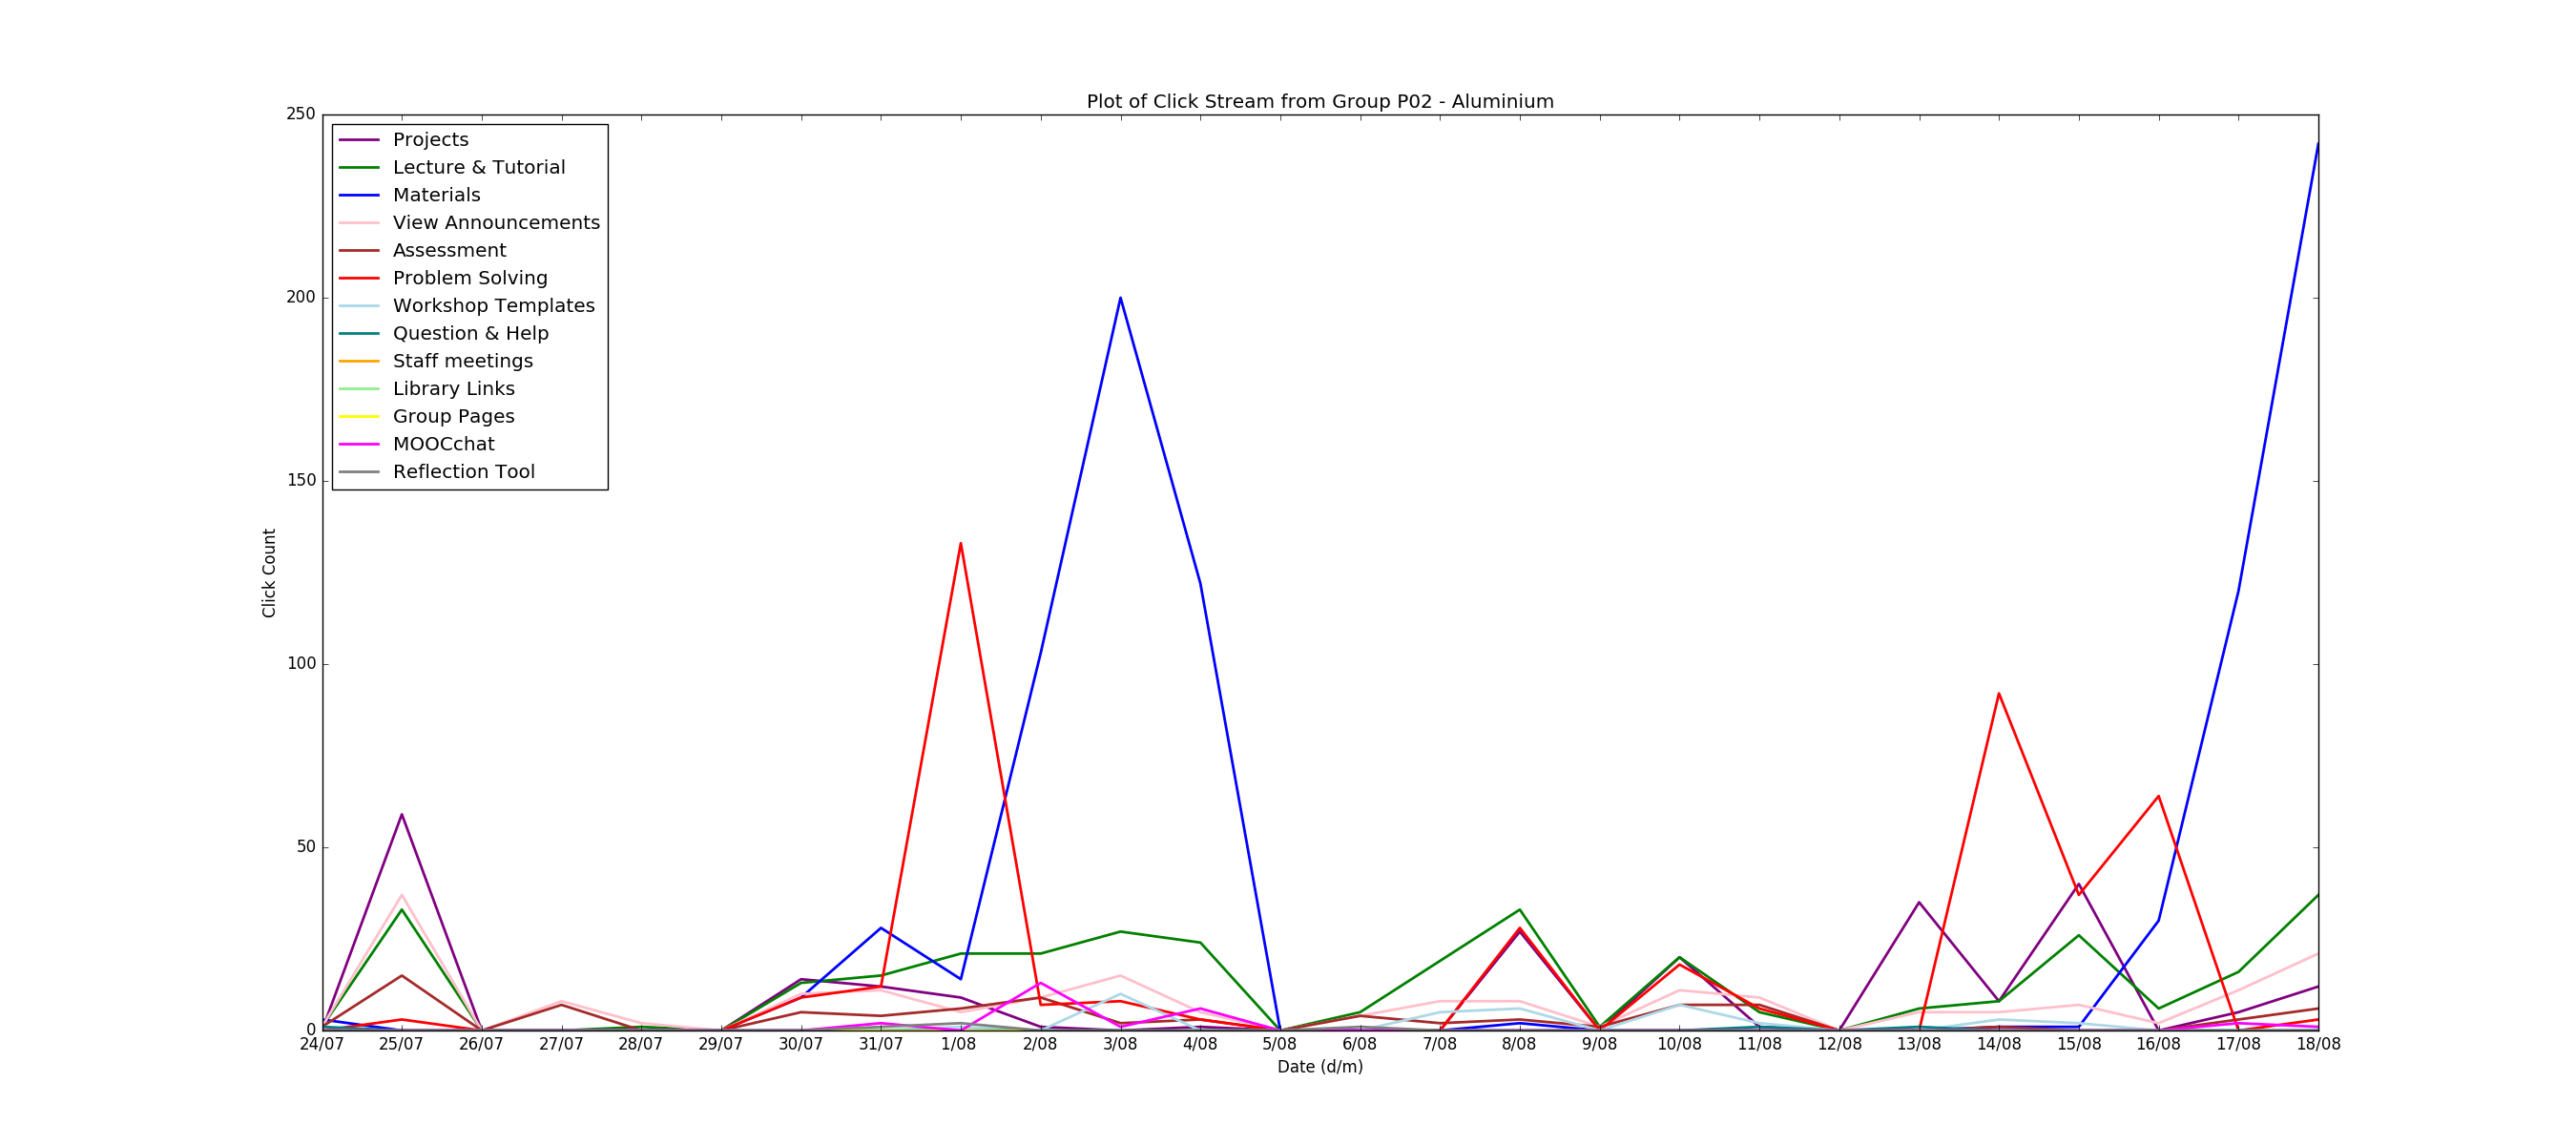 Plot of Click Stream from Group P02 - Aluminium
250
200
150
100
50
0
Click Count
Projects
Lecture & Tutorial
Materials
View Announcements
Assessment
Problem Solving
Workshop Templates
Question & Help
Staff meetings
Library Links
Group Pages
MOOCchat
Reflection Tool
24/07 25/07 26/07 27/07 28/07 29/07 30/07 31/07 1/08 2/08 3/08 4/08 5/08 6/08 7/08 8/08 9/08 10/08 11/08 12/08 13/08 14/08 15/08 16/08 17/08 18/08
Date (d/m)